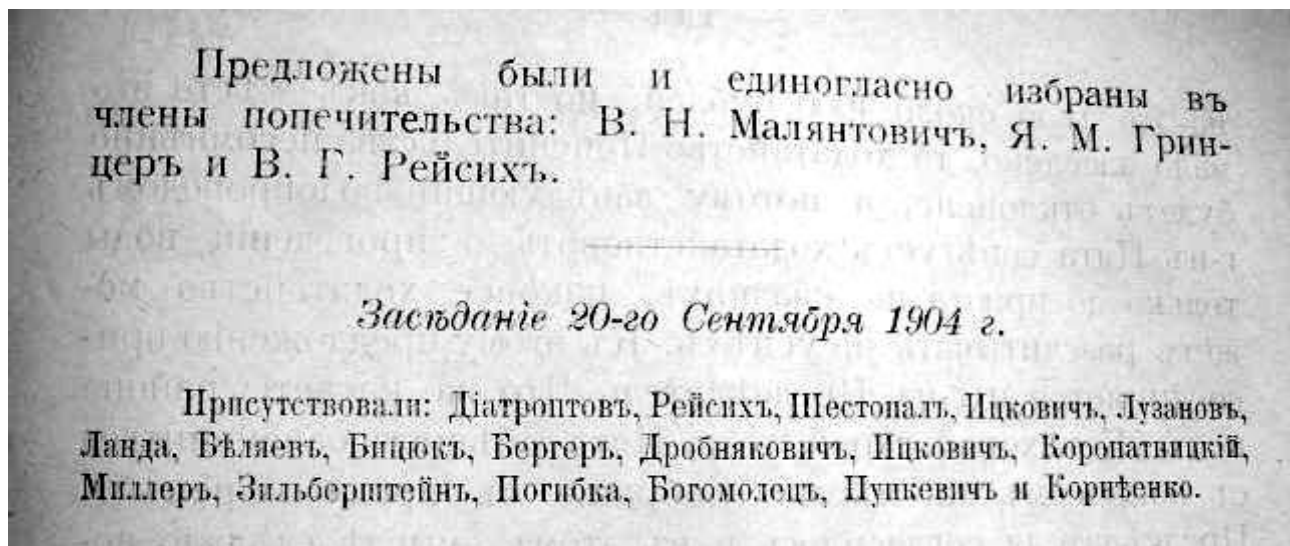 Предложены были и единогласно избраны въ
члены попечительства: В. Н. Малянтовичъ, Я. М. Грин-
церъ и В. Г. Рейсихъ.
Засѣданіе 20-го Сентября 1904 г.
Присутствовали: Діатроптовъ, Рейсихъ, Шестопалъ, Ицковичъ, Лузановъ,
Ланда, Бѣляевъ, Бицюкъ, Бергеръ, Дробняковичъ, Ицковичъ, Коропатницкій,
Миллеръ, Зильберштейнъ, Погибка, Богомолецъ, Пупкевичъ и Корнѣенко.